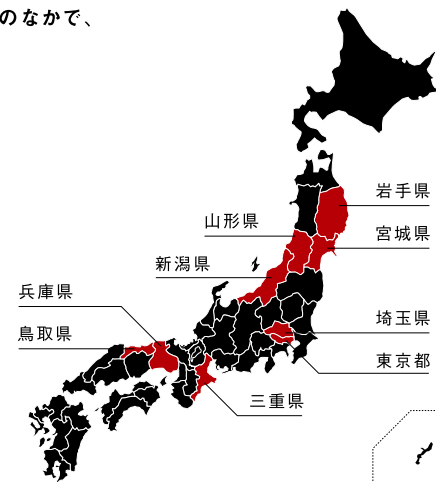 のなかで、
岩手県
山形県
宮城県
新潟県
兵庫県
埼玉県
鳥取県
東京都
三重県